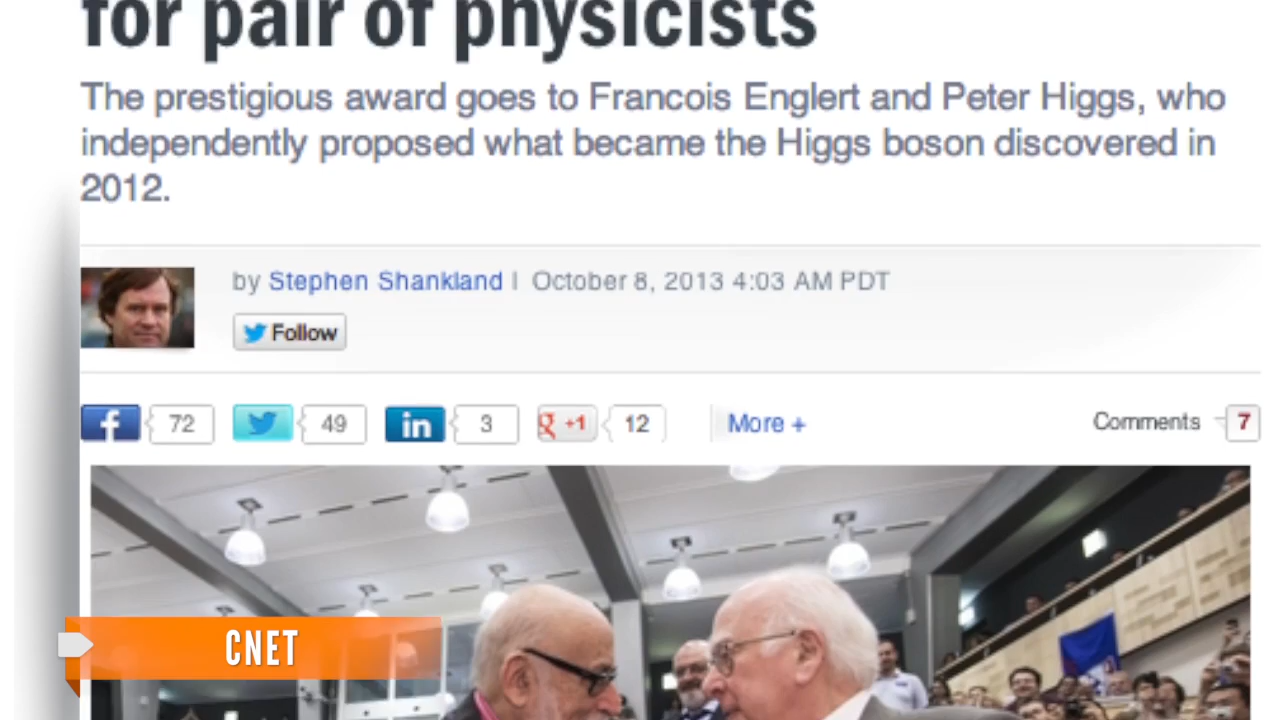 for pair of physicists
The prestigious award goes to Francois Englert and Peter Higgs, who
independently proposed what became the Higgs boson discovered in
2012.
by Stephen Shankland | October 8, 2013 4:03 AM PDT
Follow
f 72 49 in 3 g +1 12 More + Comments 7
CNET